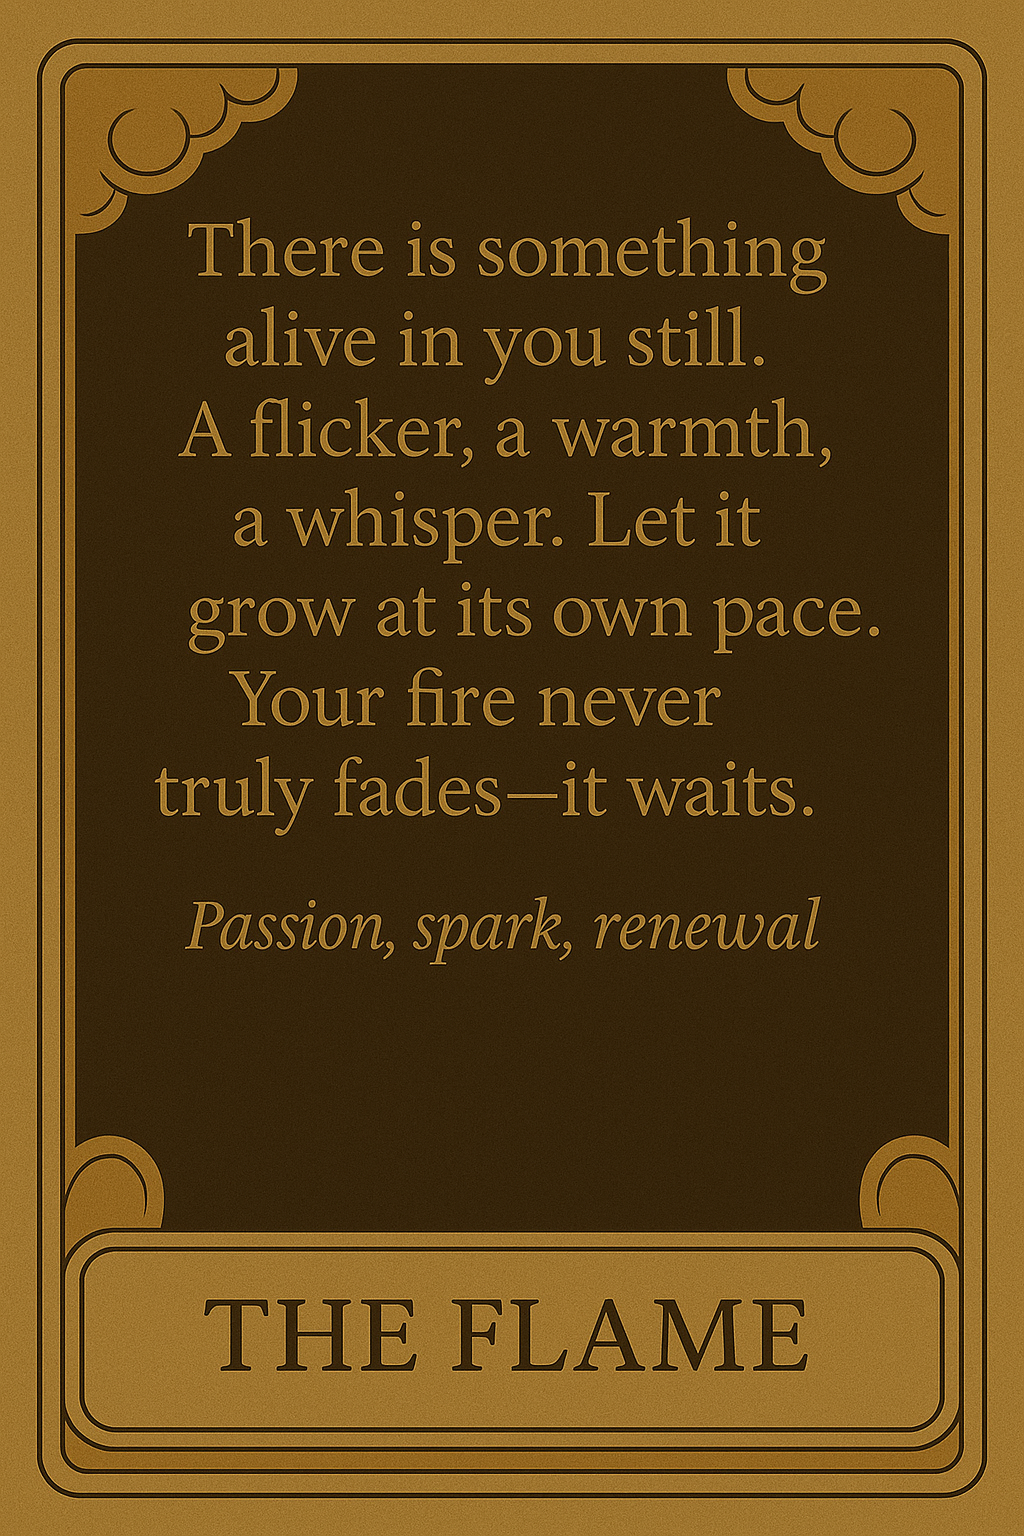 There is something
alive in you still.
A flicker, a warmth,
a whisper. Let it
grow at its own pace.
Your fire never
truly fades—it waits.
Passion, spark, renewal
THE FLAME